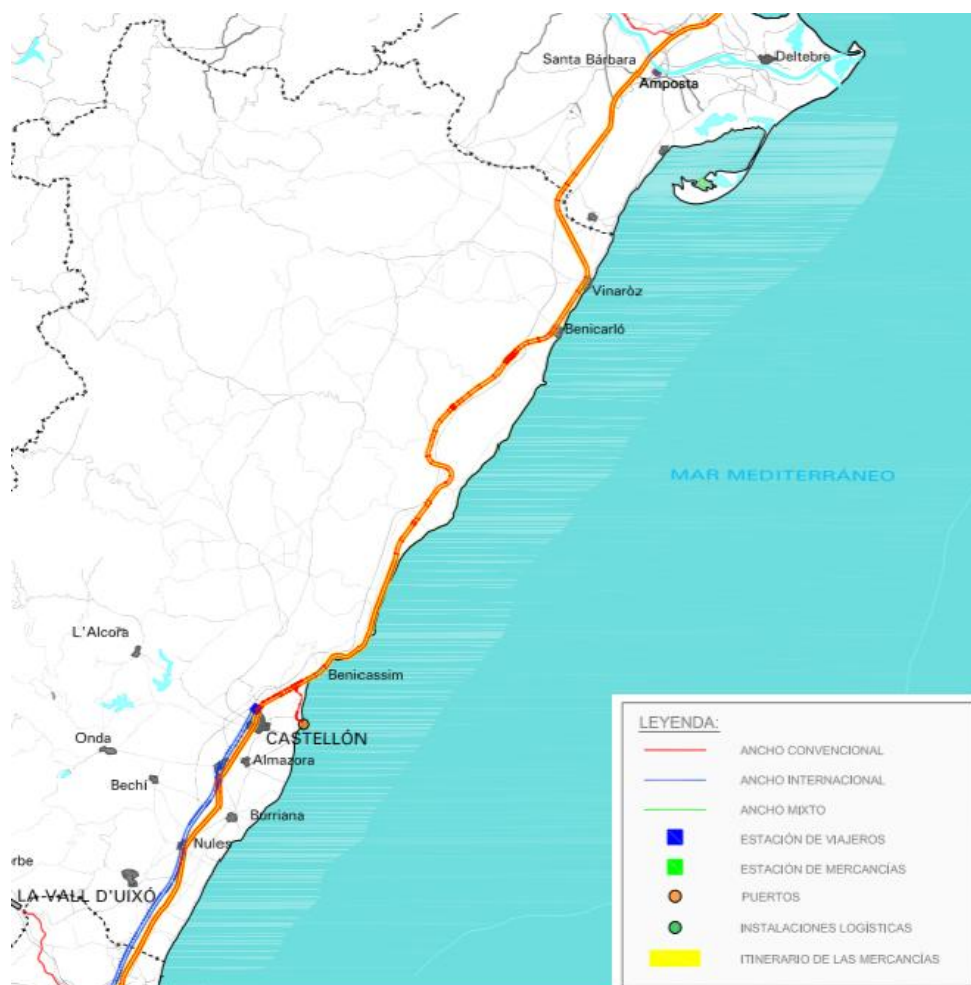 Santa Bárbara
Deltebre
Amposta
Vinaròz
Benicarló
MAR MEDITERRÁNEO
L'Alcora
Benicassim
CASTELLÓN
Onda
Almazora
Bechí
Burriana
Nules
rbe
LA VALL D'UIXÓ
LEYENDA:
ANCHO CONVENCIONAL
ANCHO INTERNACIONAL
ANCHO MIXTO
ESTACIÓN DE VIAJEROS
ESTACIÓN DE MERCANCÍAS
PUERTOS
INSTALACIONES LOGÍSTICAS
ITINERARIO DE LAS MERCANCÍAS